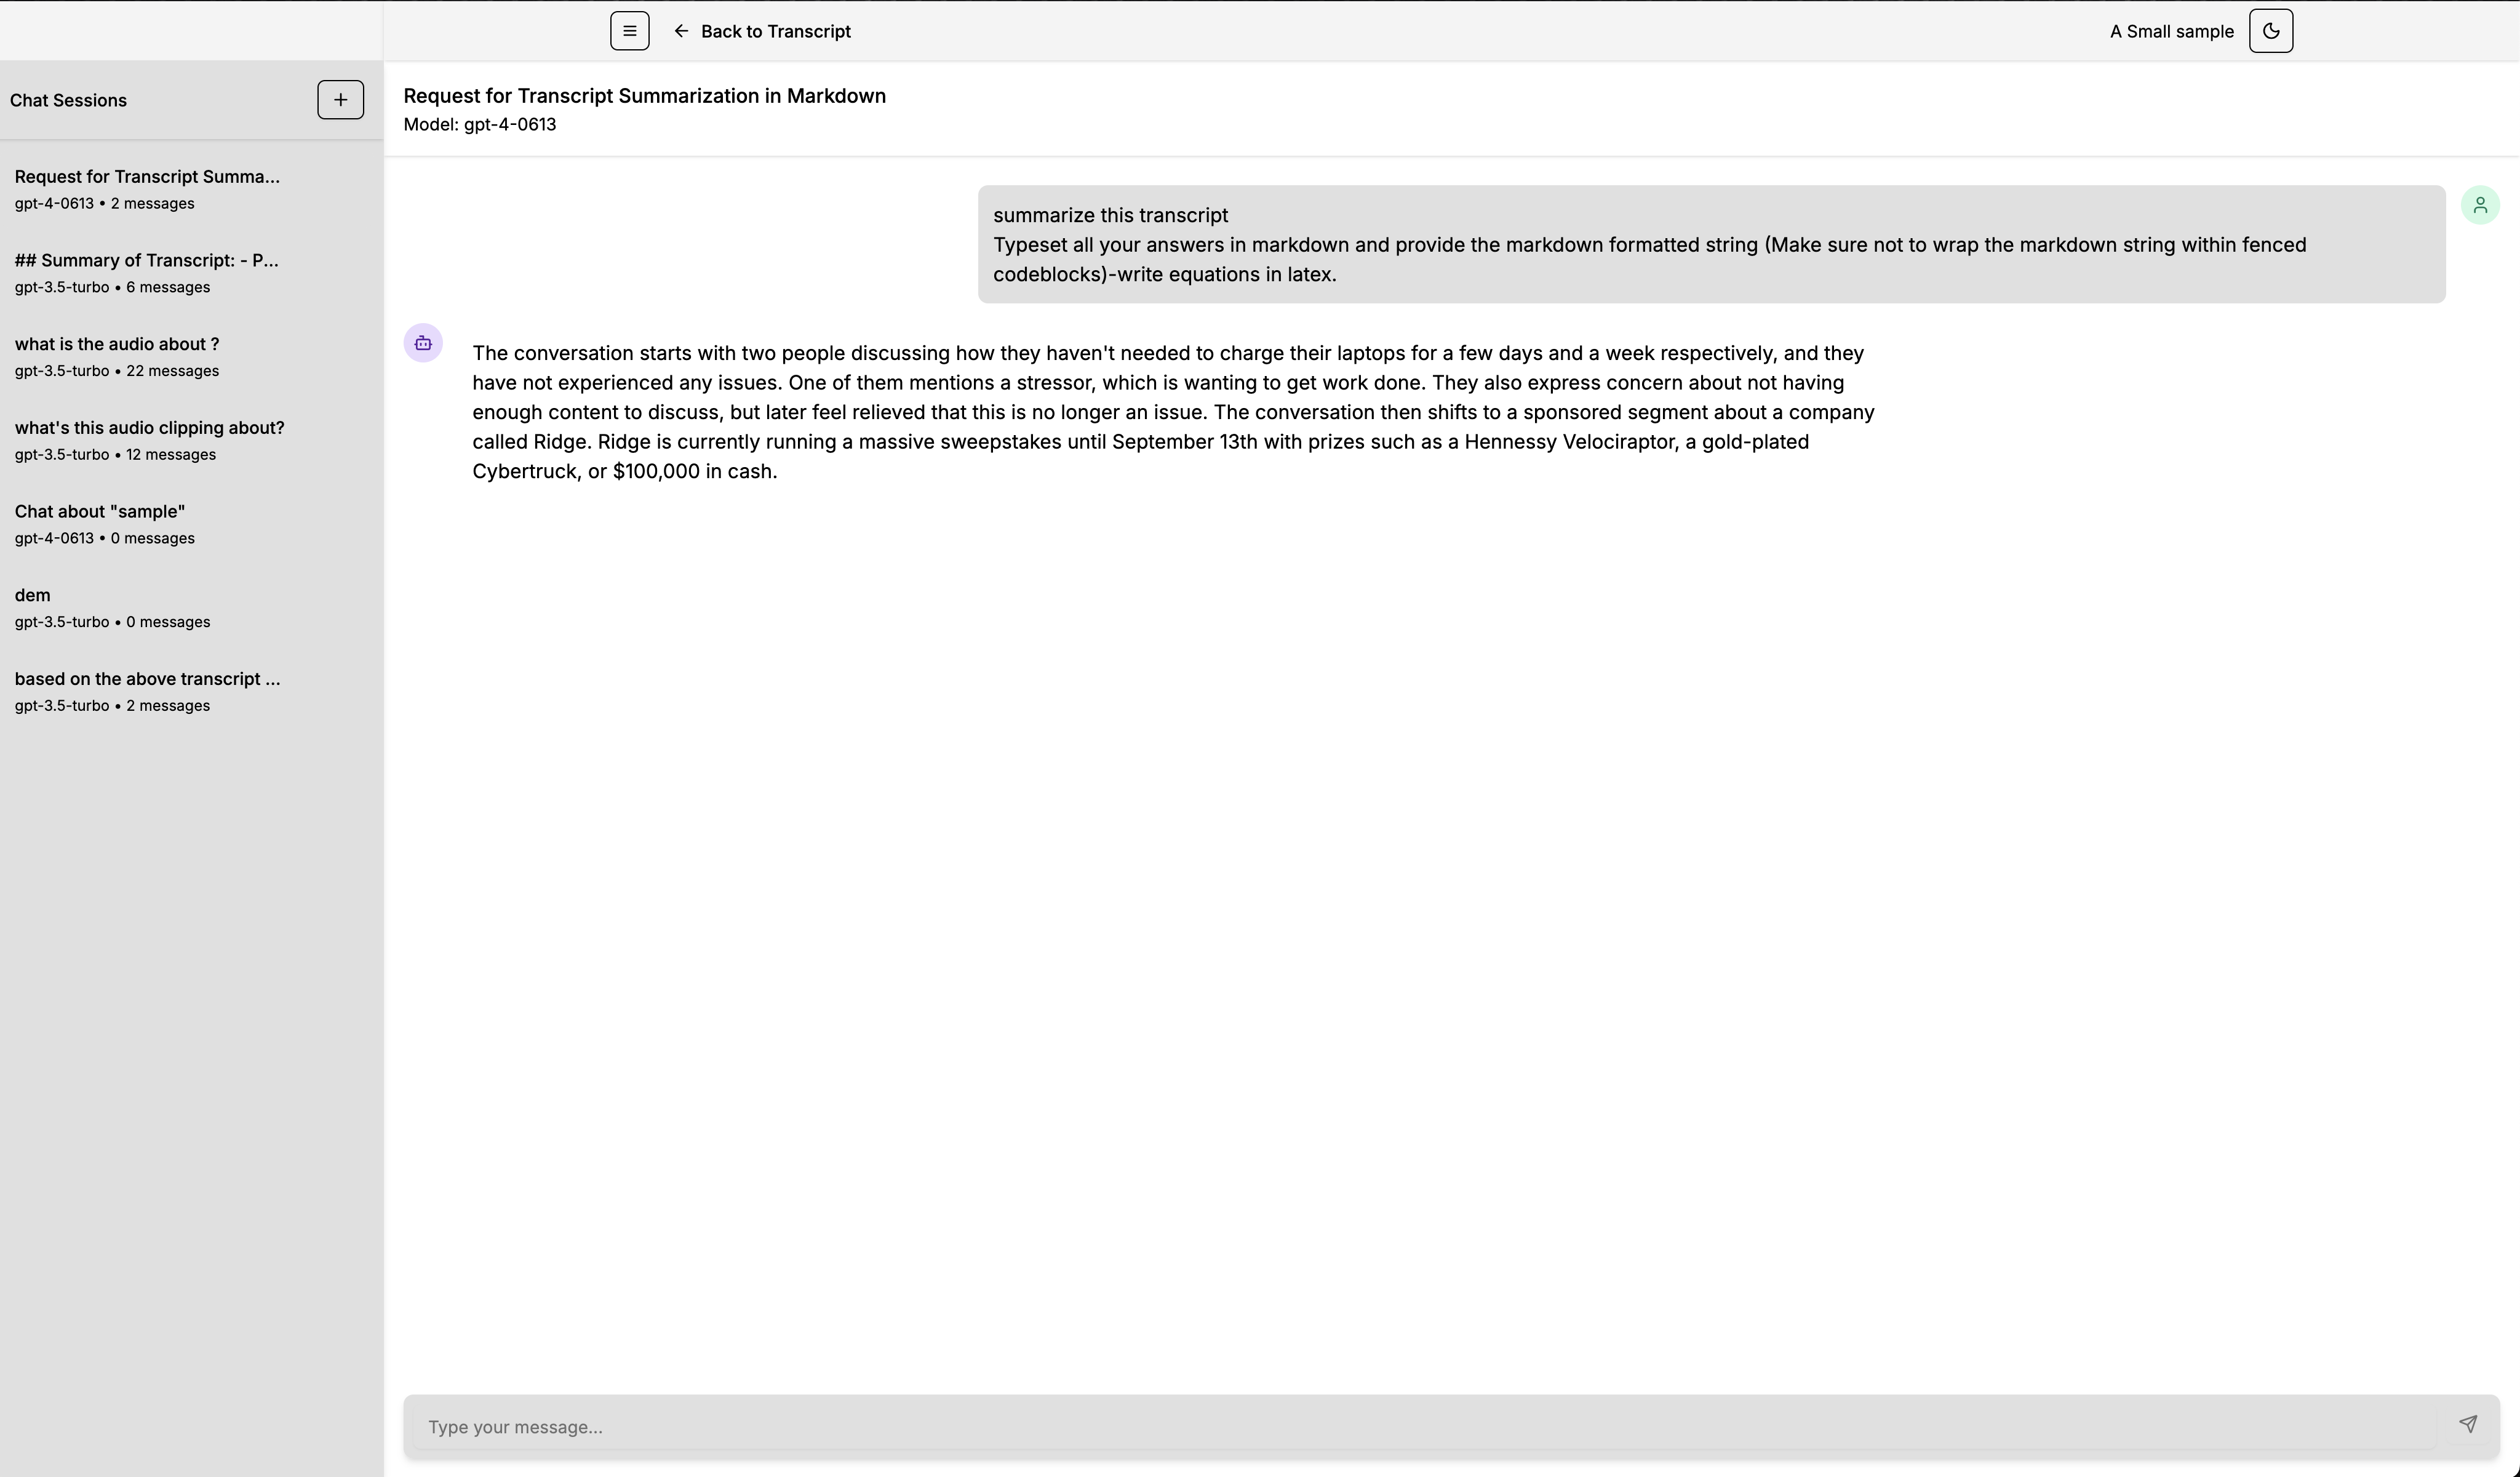 Back to Transcript
A Small sample
Chat Sessions
Request for Transcript Summa...
gpt-4-0613 • 2 messages
## Summary of Transcript: - P...
gpt-3.5-turbo • 6 messages
what is the audio about ?
gpt-3.5-turbo • 22 messages
what's this audio clipping about?
gpt-3.5-turbo • 12 messages
Chat about "sample"
gpt-4-0613 • 0 messages
dem
gpt-3.5-turbo • 0 messages
based on the above transcript ...
gpt-3.5-turbo • 2 messages
Request for Transcript Summarization in Markdown
Model: gpt-4-0613
summarize this transcript
Typeset all your answers in markdown and provide the markdown formatted string (Make sure not to wrap the markdown string within fenced
codeblocks)-write equations in latex.
The conversation starts with two people discussing how they haven't needed to charge their laptops for a few days and a week respectively, and they
have not experienced any issues. One of them mentions a stressor, which is wanting to get work done. They also express concern about not having
enough content to discuss, but later feel relieved that this is no longer an issue. The conversation then shifts to a sponsored segment about a company
called Ridge. Ridge is currently running a massive sweepstakes until September 13th with prizes such as a Hennessy Velociraptor, a gold-plated
Cybertruck, or $100,000 in cash.
Type your message...